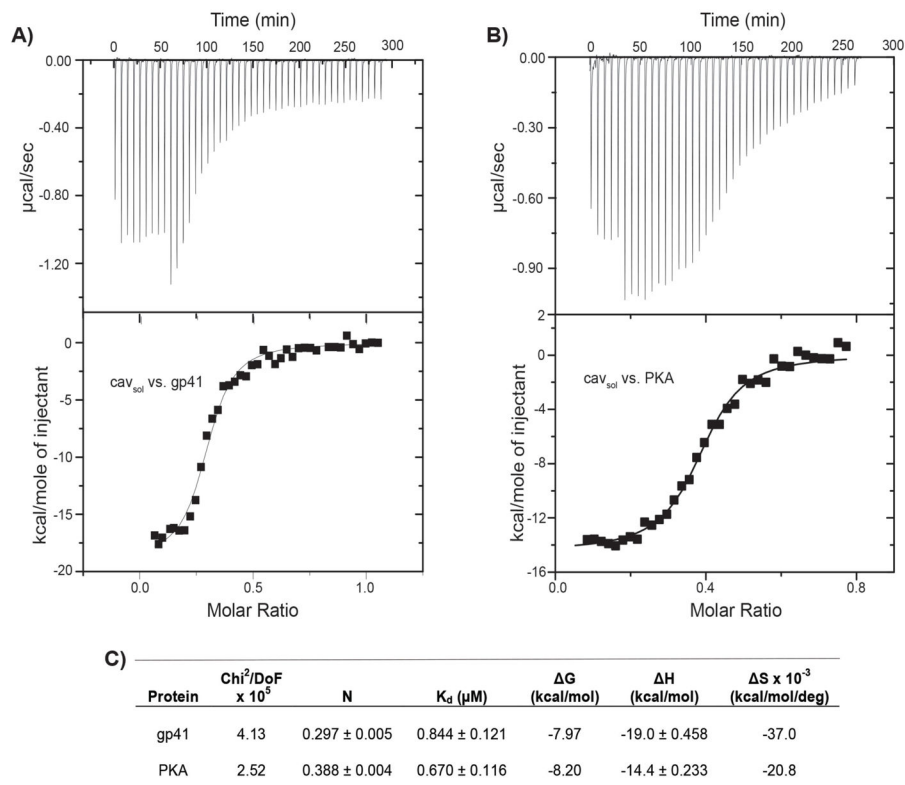 A)
Time (min)
0 50 100 150 200 250 300
0.00
-0.40
-0.80
-1.20
µcal/sec
0
-5
-10
-15
-20
kcal/mole of injectant
cavsol vs. gp41
0.0 0.5 1.0
Molar Ratio
B)
Time (min)
0 50 100 150 200 250 300
0.00
-0.30
-0.60
-0.90
µcal/sec
2
0
-4
-8
-12
-16
kcal/mole of injectant
cavsol vs. PKA
0.0 0.4 0.8
Molar Ratio
C)
Protein Chi²/DoF x 10⁵ N Kd (µM) ΔG (kcal/mol) ΔH (kcal/mol) ΔS x 10⁻³ (kcal/mol/deg)
gp41 4.13 0.297 ± 0.005 0.844 ± 0.121 -7.97 -19.0 ± 0.458 -37.0
PKA 2.52 0.388 ± 0.004 0.670 ± 0.116 -8.20 -14.4 ± 0.233 -20.8